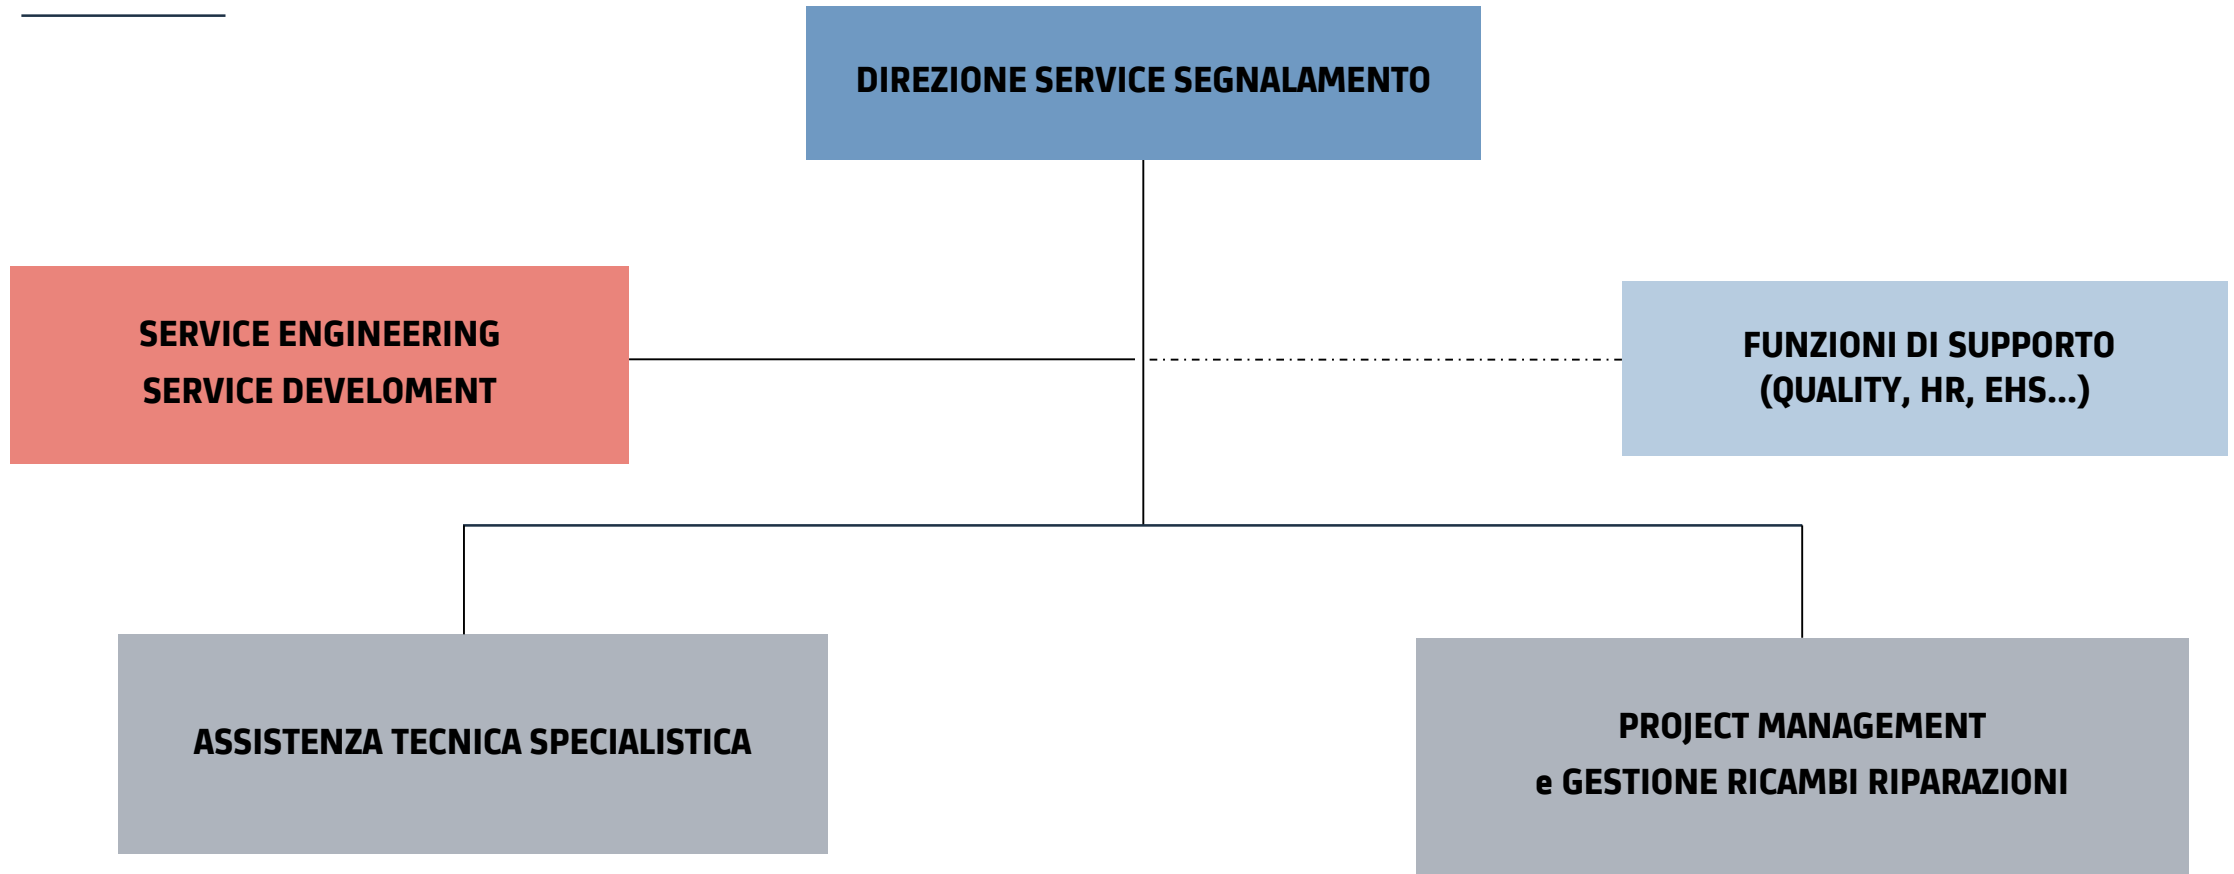 DIREZIONE SERVICE SEGNALAMENTO
SERVICE ENGINEERING
SERVICE DEVELOMENT
FUNZIONI DI SUPPORTO
(QUALITY, HR, EHS...)
ASSISTENZA TECNICA SPECIALISTICA
PROJECT MANAGEMENT
e GESTIONE RICAMBI RIPARAZIONI